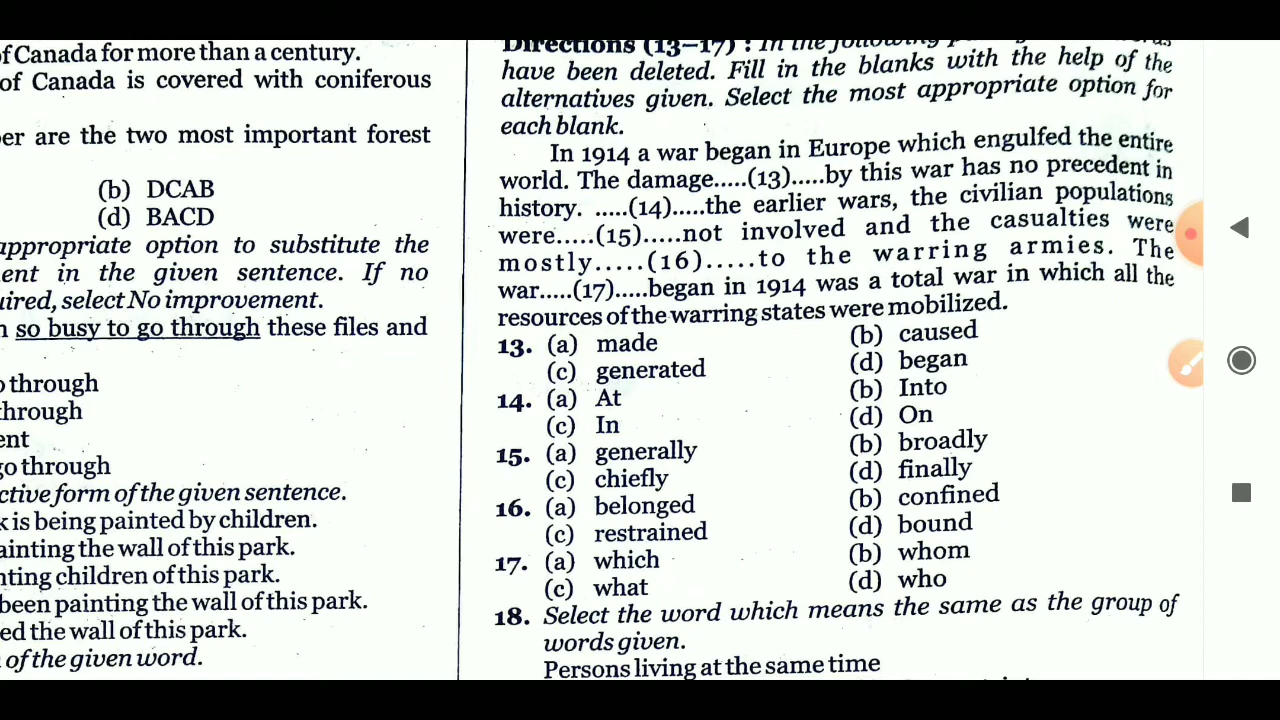 of Canada for more than a century.
of Canada is covered with coniferous
er are the two most important forest
(b) DCAB
(d) BACD
appropriate option to substitute the
ent in the given sentence. If no
uired, select No improvement.
so busy to go through these files and
through
through
ent
go through
ctive form of the given sentence.
k is being painted by children.
ainting the wall of this park.
nting children of this park.
been painting the wall of this park.
ed the wall of this park.
of the given word.
Directions (13–17) : In the following
have been deleted. Fill in the blanks with the help of the
alternatives given. Select the most appropriate option for
each blank.
In 1914 a war began in Europe which engulfed the entire
world. The damage.....(13).....by this war has no precedent in
history. .....(14).....the earlier wars, the civilian populations
were.....(15).....not involved and the casualties were
mostly.....(16).....to the warring armies. The
war.....(17).....began in 1914 was a total war in which all the
resources of the warring states were mobilized.
13. (a) made (b) caused
(c) generated (d) began
14. (a) At (b) Into
(c) In (d) On
15. (a) generally (b) broadly
(c) chiefly (d) finally
16. (a) belonged (b) confined
(c) restrained (d) bound
17. (a) which (b) whom
(c) what (d) who
18. Select the word which means the same as the group of
words given.
Persons living at the same time